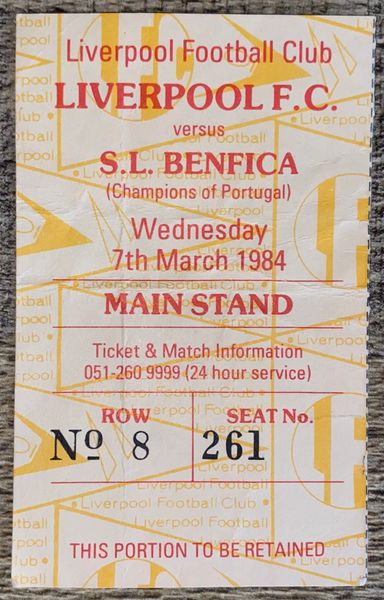 Liverpool Football Club
LIVERPOOL F.C.
versus
S.L. BENFICA
(Champions of Portugal)
Wednesday
7th March 1984
MAIN STAND
Ticket & Match Information
051-260 9999 (24 hour service)
ROW SEAT No.
Nº 8 261
THIS PORTION TO BE RETAINED